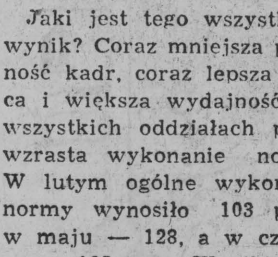 Jaki jest tego wszystk
wynik? Coraz mniejsza p
ność kadr, coraz lepsza
ca i większa wydajność
wszystkich oddziałach p
wzrasta wykonanie no
W lutym ogólne wykon
normy wynosiło 103 p
w maju — 128, a w cz